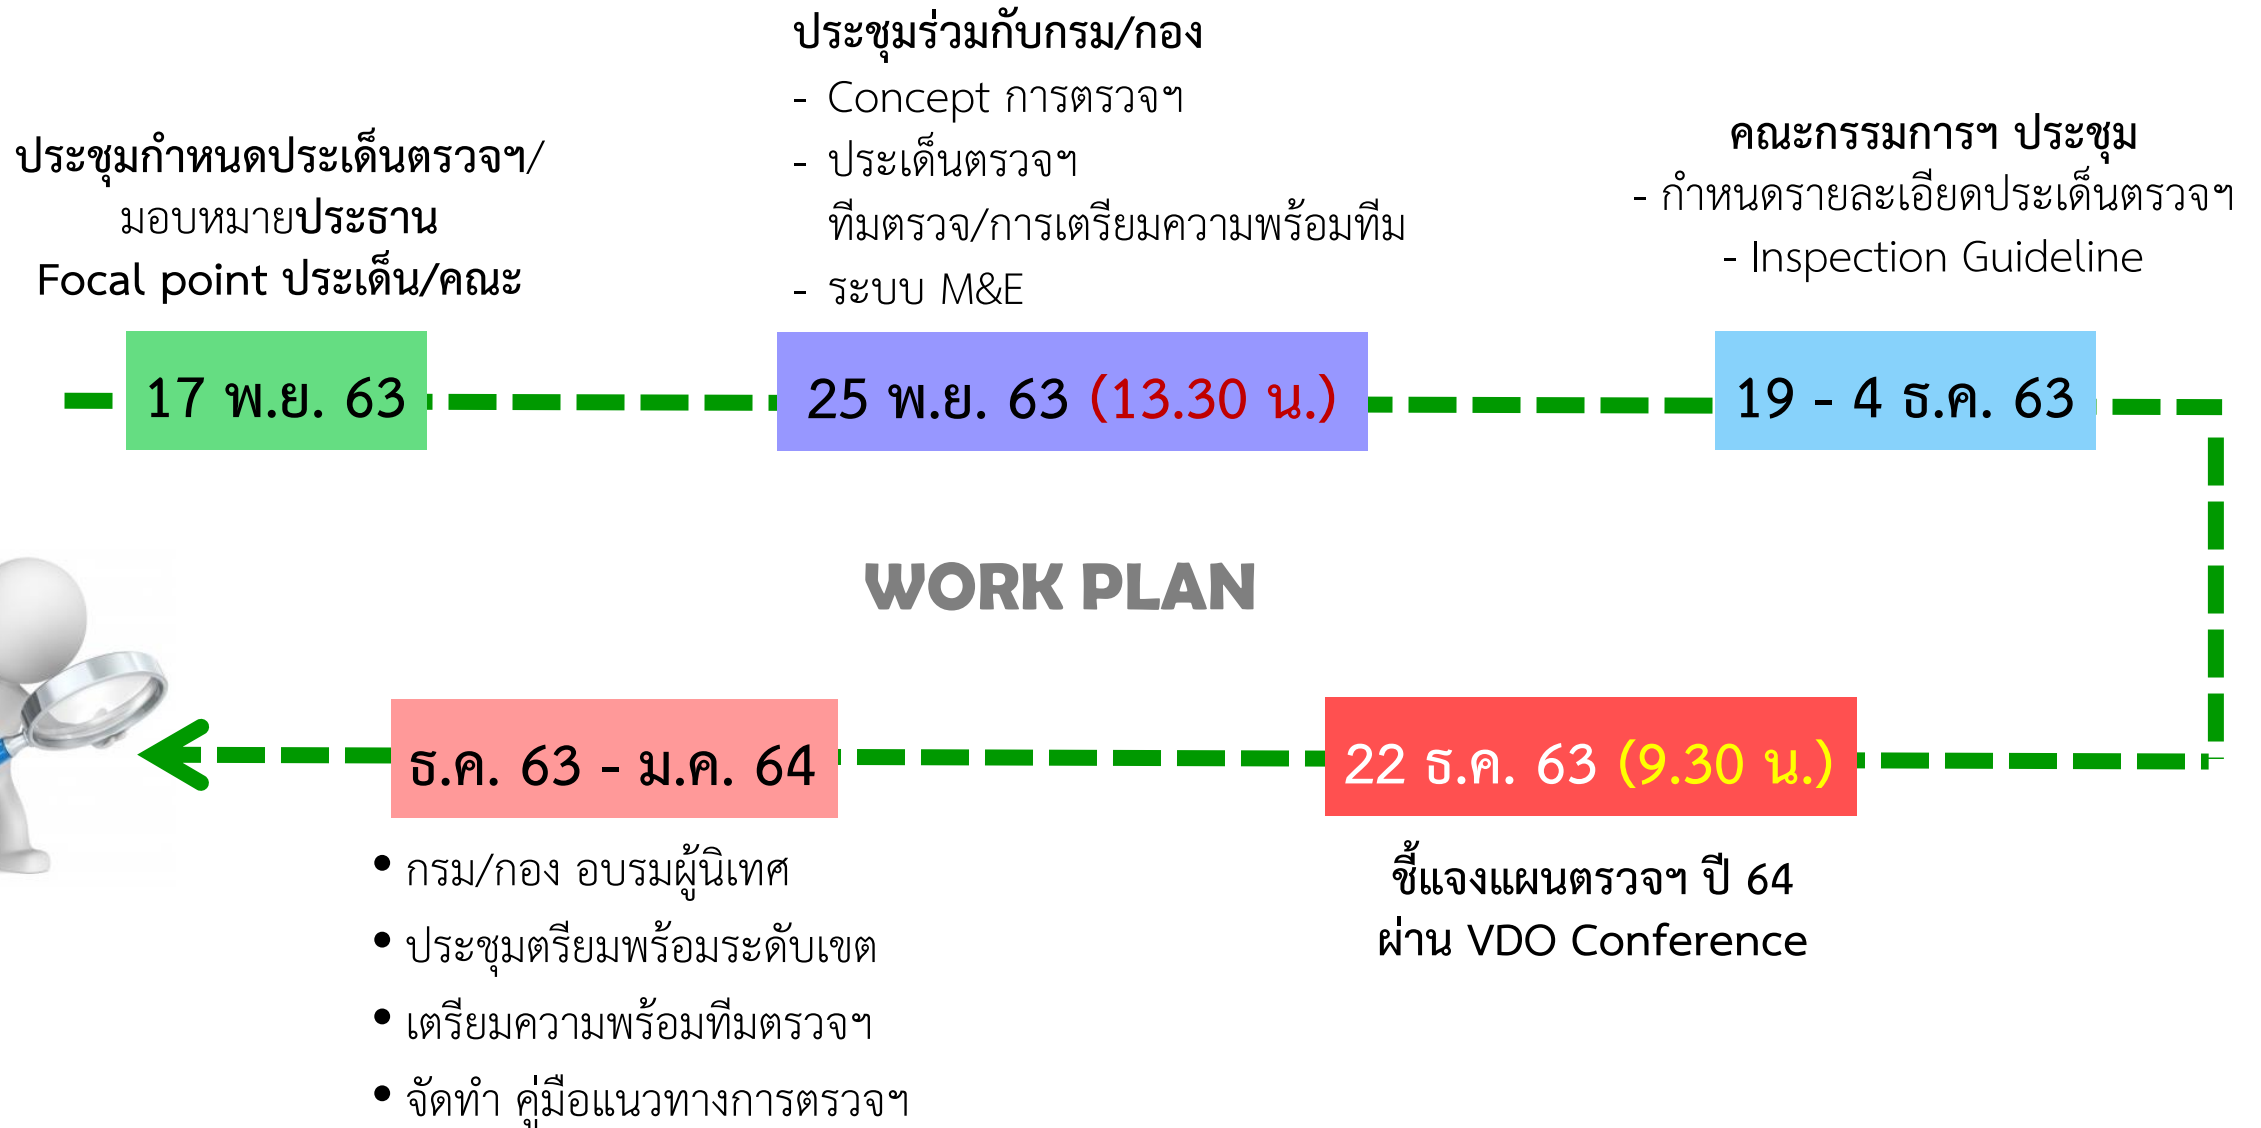 ประชุมกำหนดประเด็นตรวจฯ/
มอบหมายประธาน
Focal point ประเด็น/คณะ
17 พ.ย. 63
ประชุมร่วมกับกรม/กอง
- Concept การตรวจฯ
- ประเด็นตรวจฯ
ทีมตรวจ/การเตรียมความพร้อมทีม
- ระบบ M&E
25 พ.ย. 63 (13.30 น.)
คณะกรรมการฯ ประชุม
- กำหนดรายละเอียดประเด็นตรวจฯ
- Inspection Guideline
19 - 4 ธ.ค. 63
WORK PLAN
22 ธ.ค. 63 (9.30 น.)
ชี้แจงแผนตรวจฯ ปี 64
ผ่าน VDO Conference
ธ.ค. 63 - ม.ค. 64
• กรม/กอง อบรมผู้นิเทศ
• ประชุมตรียมพร้อมระดับเขต
• เตรียมความพร้อมทีมตรวจฯ
• จัดทำ คู่มือแนวทางการตรวจฯ